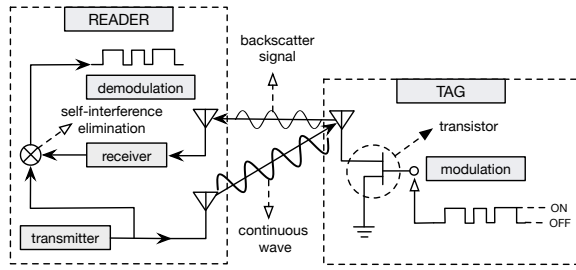 READER
backscatter
signal
demodulation
TAG
self-interference
elimination
transistor
receiver
modulation
ON
OFF
continuous
wave
transmitter